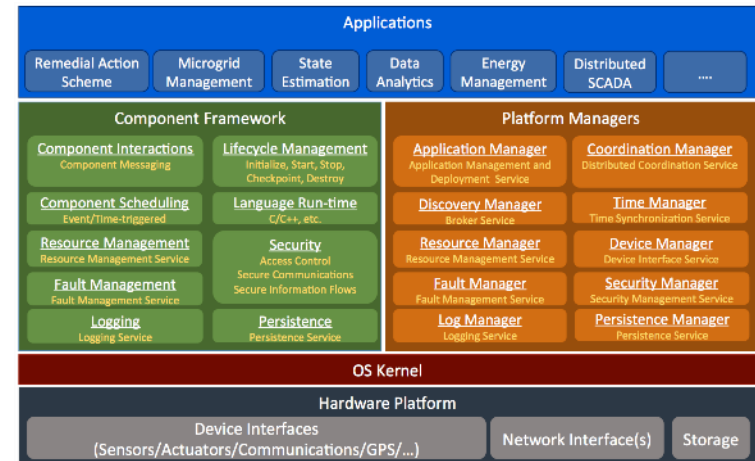 Applications
Remedial Action
Scheme
Microgrid
Management
State
Estimation
Data
Analytics
Energy
Management
Distributed
SCADA
....
Component Framework
Component Interactions
Component Messaging
Lifecycle Management
Initialize, Start, Stop,
Checkpoint, Destroy
Component Scheduling
Event/Time-triggered
Language Run-time
C/C++, etc.
Resource Management
Resource Management Service
Security
Access Control
Secure Communications
Secure Information Flows
Fault Management
Fault Management Service
Logging
Logging Service
Persistence
Persistence Service
Platform Managers
Application Manager
Application Management and
Deployment Service
Coordination Manager
Distributed Coordination Service
Discovery Manager
Broker Service
Time Manager
Time Synchronization Service
Resource Manager
Resource Management Service
Device Manager
Device Interface Service
Fault Manager
Fault Management Service
Security Manager
Security Management Service
Log Manager
Logging Service
Persistence Manager
Persistence Service
OS Kernel
Hardware Platform
Device Interfaces
(Sensors/Actuators/Communications/GPS/...)
Network Interface(s)
Storage